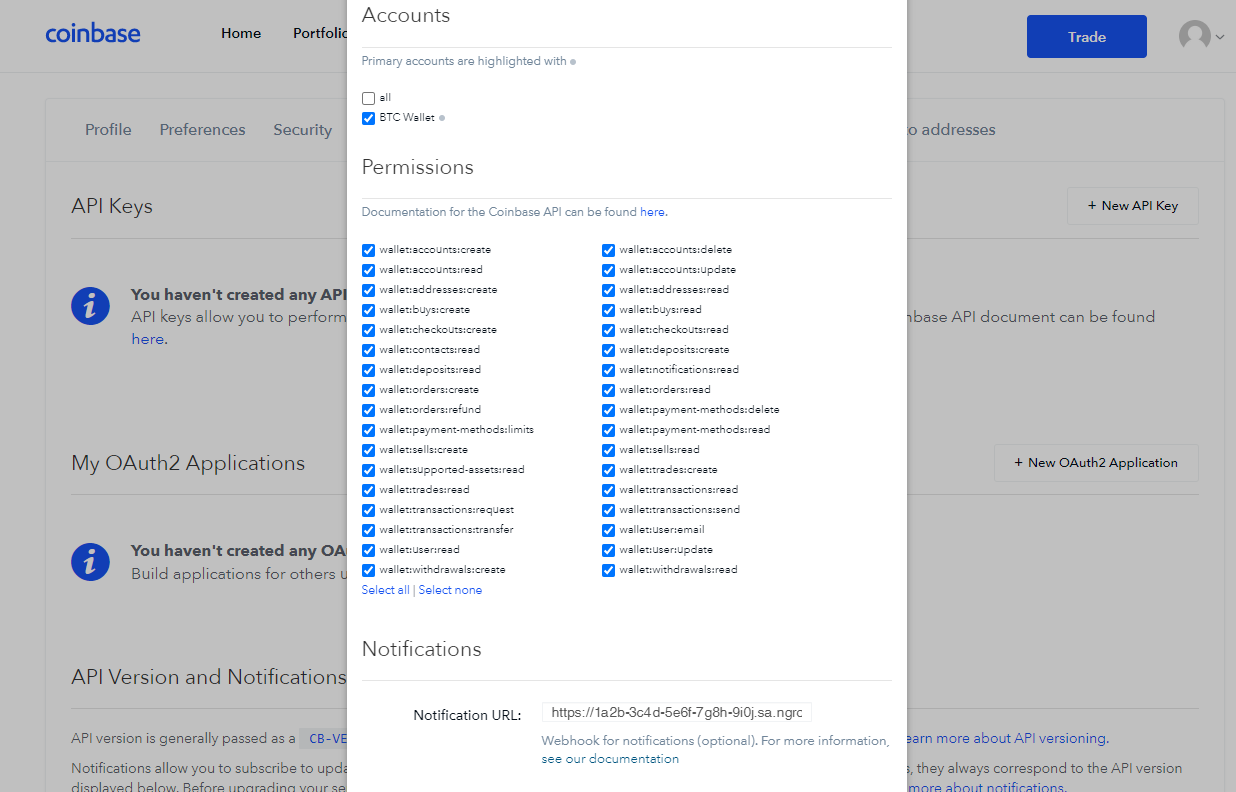 coinbase
Home
Trade
Profile Preferences Security addresses
API Keys
+ New API Key
You haven't created any API
API keys allow you to perform API document can be found
here.
My OAuth2 Applications
+ New OAuth2 Application
You haven't created any
Build applications for others
API Version and Notifications
API version is generally passed as a more about API versioning.
Notifications allow you to subscribe to they always correspond to the API version
displayed below. Before upgrading your more about notifications.
Accounts
Primary accounts are highlighted with
all
BTC Wallet
Permissions
Documentation for the Coinbase API can be found here.
wallet:accounts:create wallet:accounts:delete
wallet:accounts:read wallet:accounts:update
wallet:addresses:create wallet:addresses:read
wallet:buys:create wallet:buys:read
wallet:checkouts:create wallet:checkouts:read
wallet:contacts:read wallet:deposits:create
wallet:deposits:read wallet:notifications:read
wallet:orders:create wallet:orders:read
wallet:orders:refund wallet:payment-methods:delete
wallet:payment-methods:limits wallet:payment-methods:read
wallet:sells:create wallet:sells:read
wallet:supported-assets:read wallet:trades:create
wallet:trades:read wallet:transactions:read
wallet:transactions:request wallet:transactions:send
wallet:transactions:transfer wallet:user:email
wallet:user:read wallet:user:update
wallet:withdrawals:create wallet:withdrawals:read
Select all | Select none
Notifications
Notification URL: https://1a2b-3c4d-5e6f-7g8h-9i0j.sa.ngrc
Webhook for notifications (optional). For more information,
see our documentation